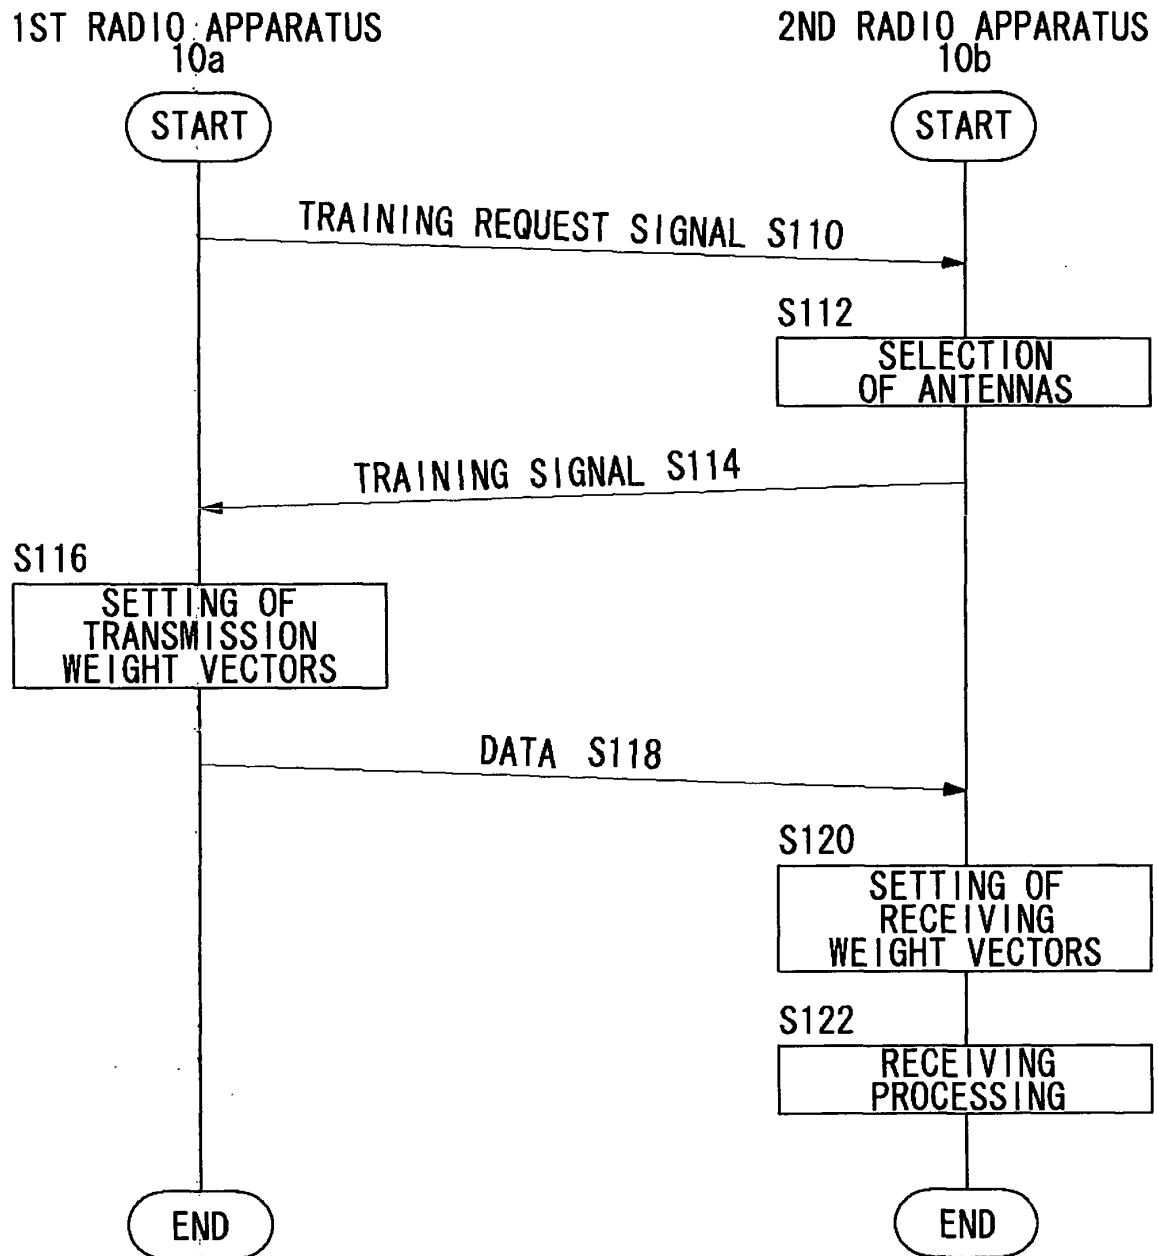 1ST RADIO APPARATUS
10a
2ND RADIO APPARATUS
10b
START
START
TRAINING REQUEST SIGNAL S110
S112
SELECTION
OF ANTENNAS
TRAINING SIGNAL S114
S116
SETTING OF
TRANSMISSION
WEIGHT VECTORS
DATA S118
S120
SETTING OF
RECEIVING
WEIGHT VECTORS
S122
RECEIVING
PROCESSING
END
END